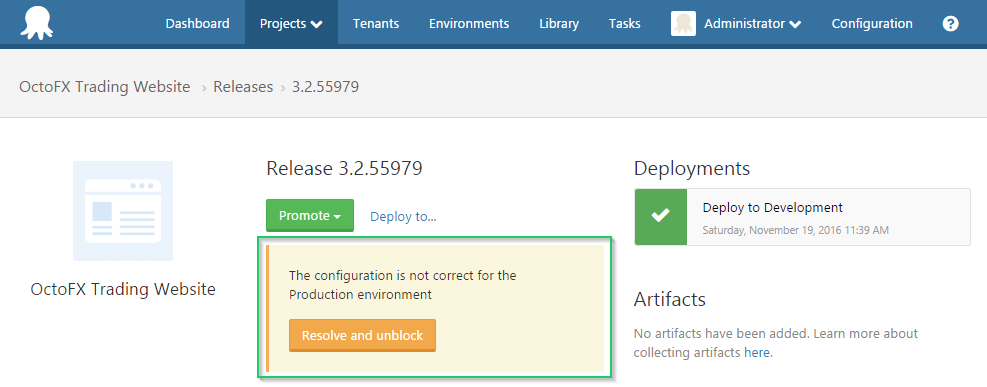 Dashboard Projects Tenants Environments Library Tasks Administrator Configuration ?
OctoFX Trading Website › Releases › 3.2.55979
OctoFX Trading Website
Release 3.2.55979
Promote Deploy to...
The configuration is not correct for the
Production environment
Resolve and unblock
Deployments
Deploy to Development
Saturday, November 19, 2016 11:39 AM
Artifacts
No artifacts have been added. Learn more about
collecting artifacts here.